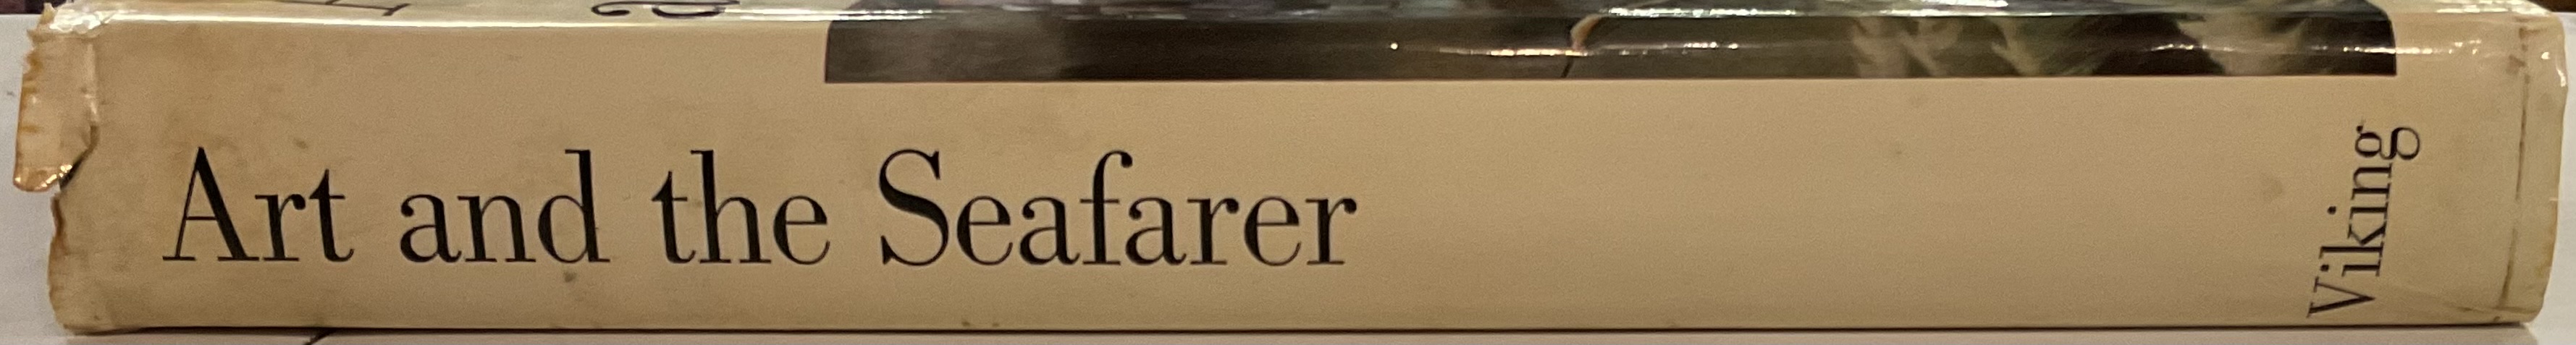 Art and the Seafarer
Viking